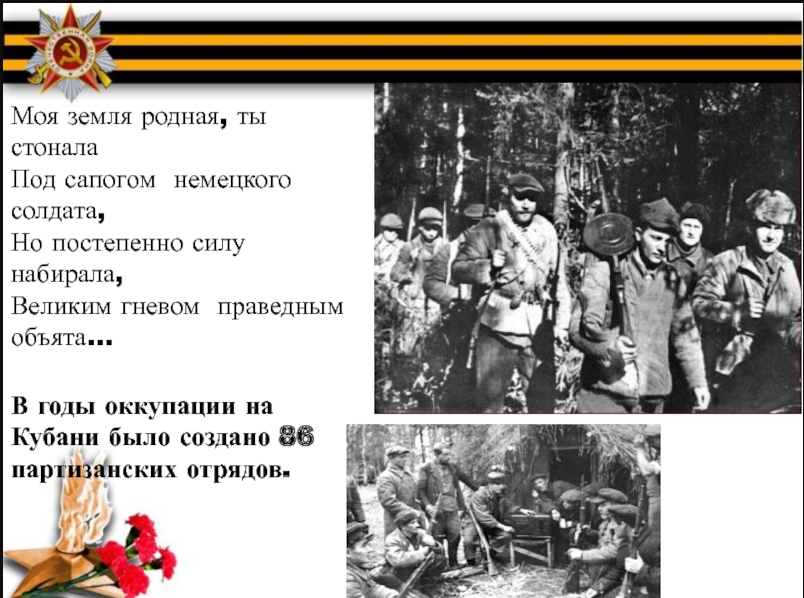 Моя земля родная, ты
стонала
Под сапогом немецкого
солдата,
Но постепенно силу
набирала,
Великим гневом праведным
объята...
В годы оккупации на
Кубани было создано 86
партизанских отрядов.